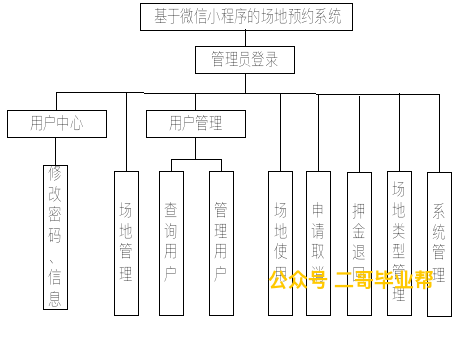 基于微信小程序的场地预约系统
管理员登录
用户中心
用户管理
修改密码、信息
场地管理
查询用户
管理用户
场地使用
申请取消
押金退回
场地类型管理
系统管理
公众号 二哥毕业帮